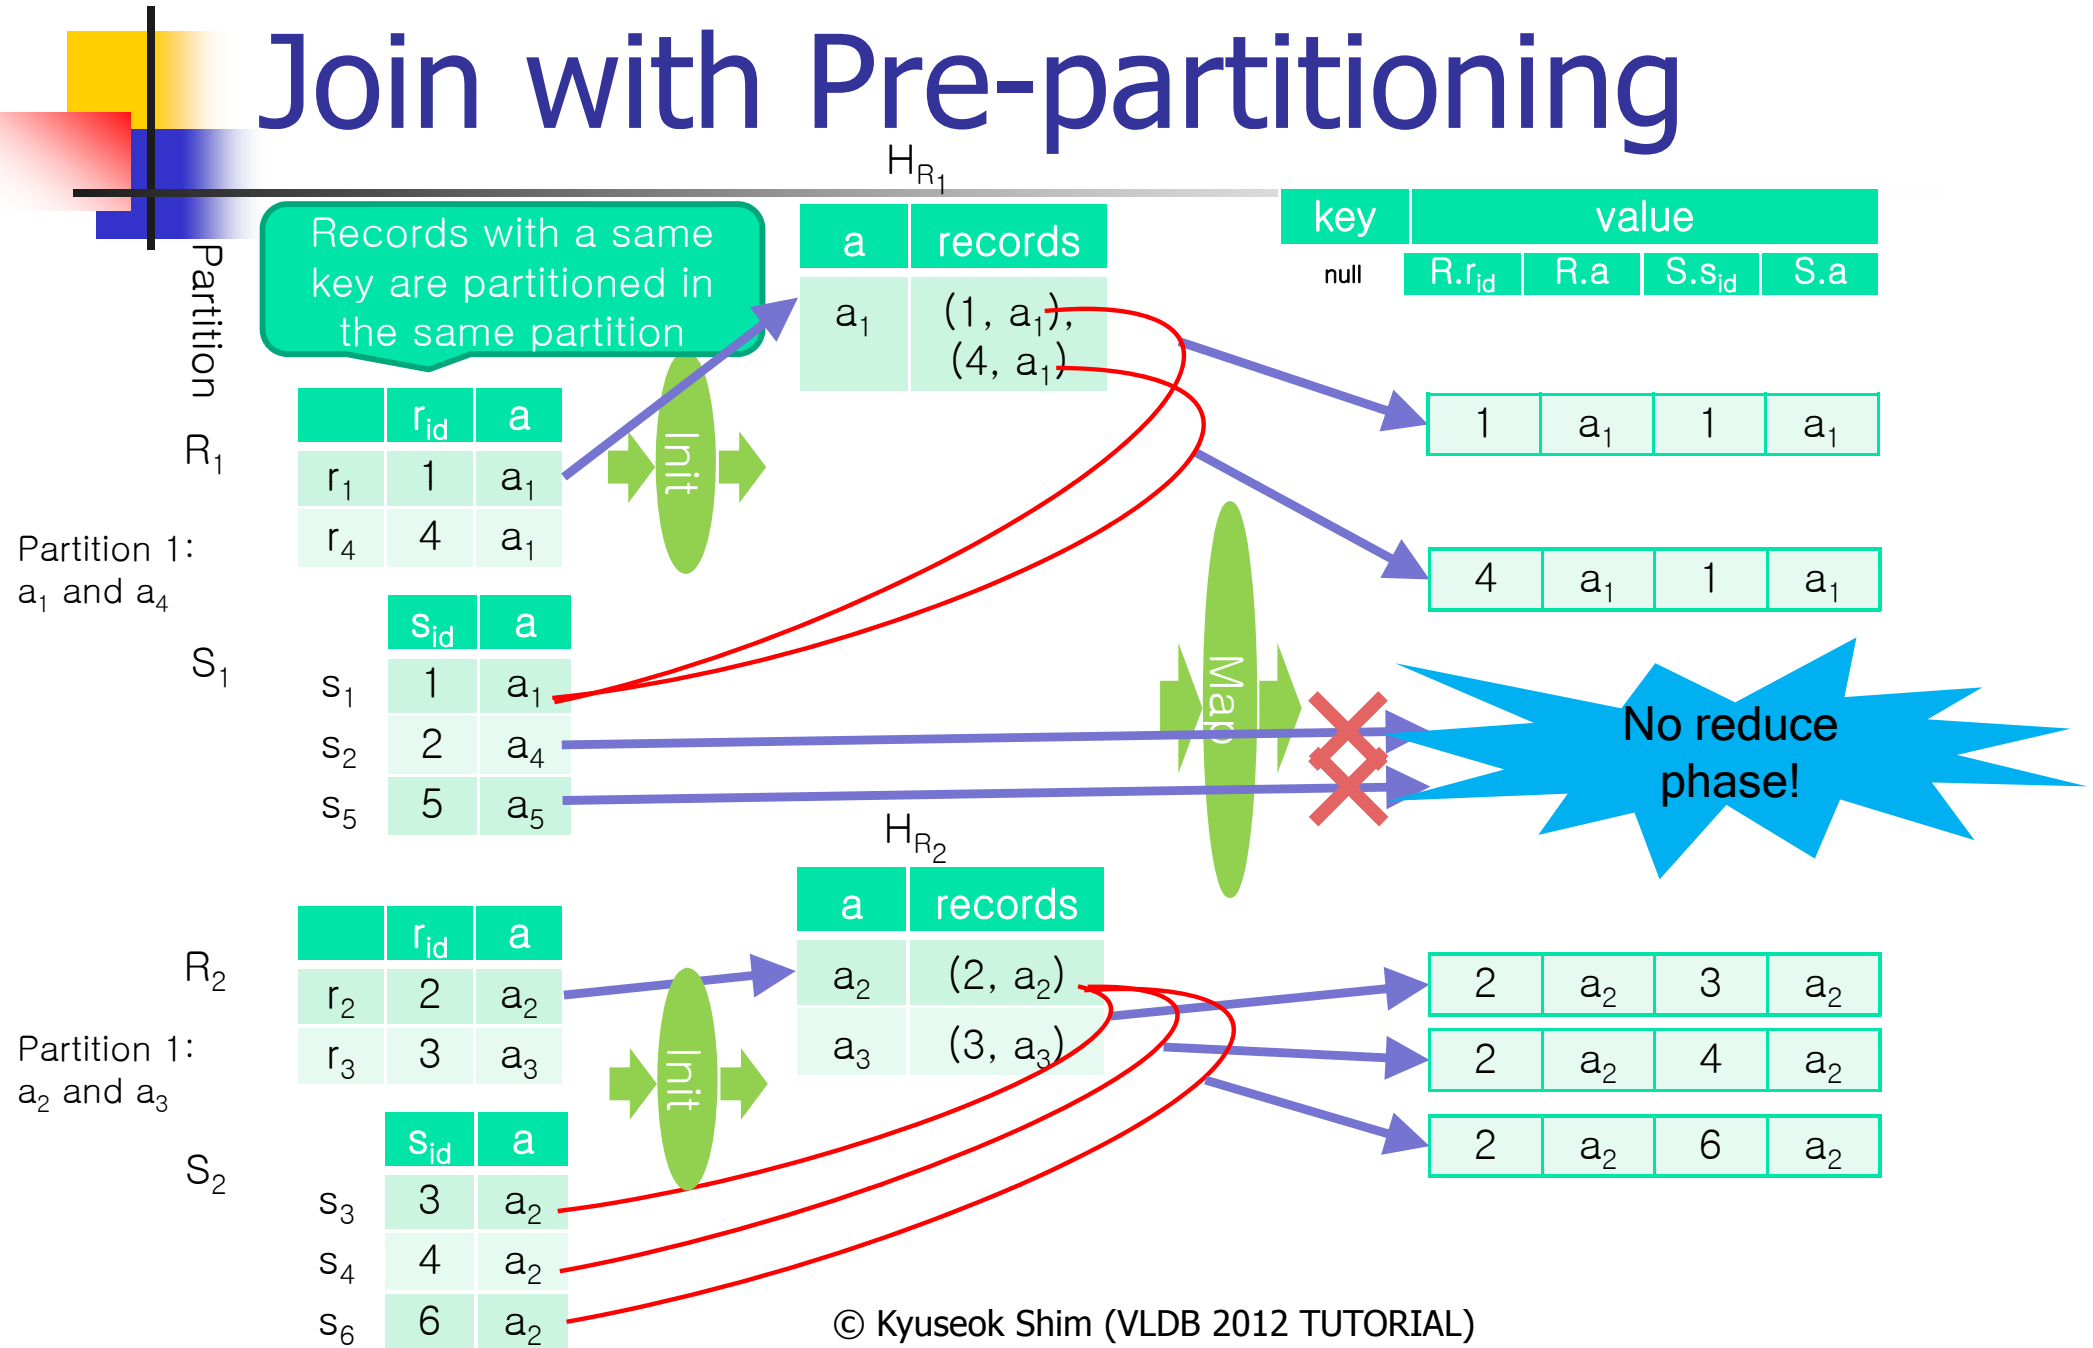 Join with Pre-partitioning
Partition
Records with a same
key are partitioned in
the same partition
H_R₁
a records
a₁ (1, a₁),
(4, a₁)
key value
null R.r_id R.a S.s_id S.a
R₁
r_id a
r₁ 1 a₁
r₄ 4 a₁
Init
1 a₁ 1 a₁
4 a₁ 1 a₁
Partition 1:
a₁ and a₄
S₁
s_id a
s₁ 1 a₁
s₂ 2 a₄
s₅ 5 a₅
Map
No reduce
phase!
H_R₂
a records
a₂ (2, a₂)
a₃ (3, a₃)
R₂
r_id a
r₂ 2 a₂
r₃ 3 a₃
Init
2 a₂ 3 a₂
2 a₂ 4 a₂
2 a₂ 6 a₂
Partition 1:
a₂ and a₃
S₂
s_id a
s₃ 3 a₂
s₄ 4 a₂
s₆ 6 a₂
© Kyuseok Shim (VLDB 2012 TUTORIAL)